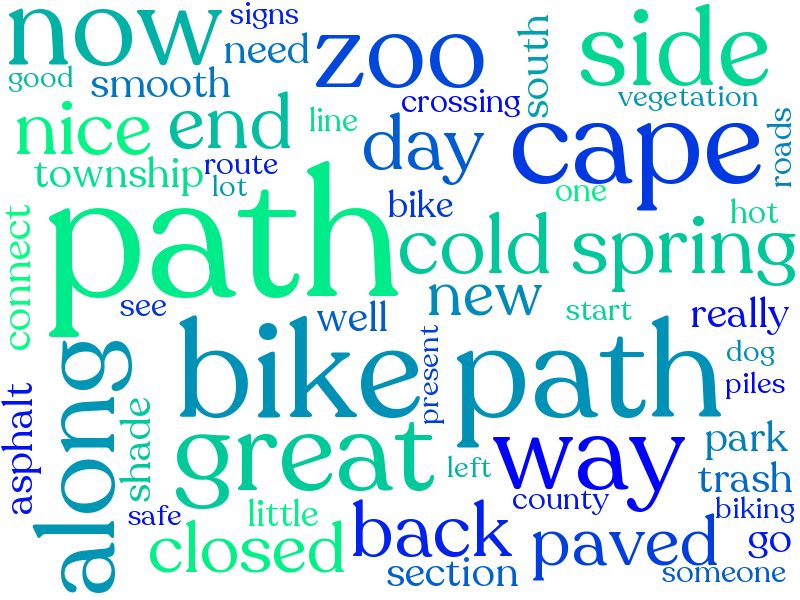 now
signs
need
zoo
south
side
good
smooth
crossing
vegetation
nice
end
line
day
cape
roads
township
route
lot
bike
one
hot
connect
path
cold spring
see
well
new
start
really
along
bike path
present
dog
piles
asphalt
shade
great
left
way
park
trash
safe
little
county
biking
closed
back
paved
go
section
someone